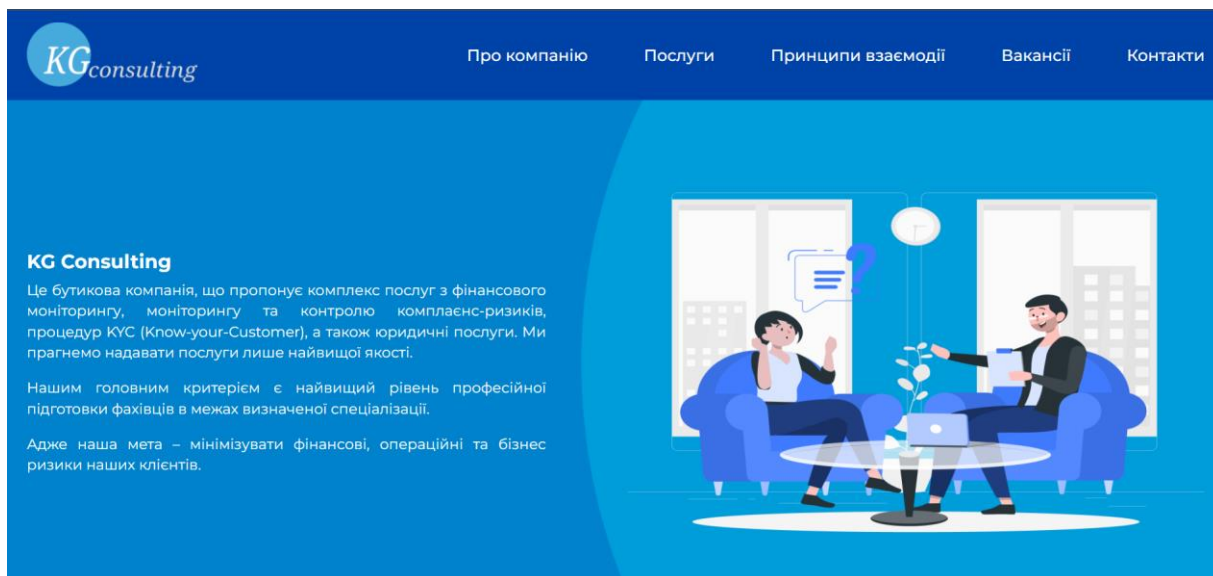 KGconsulting
Про компанію
Послуги
Принципи взаємодії
Вакансії
Контакти
KG Consulting
Це бутикова компанія, що пропонує комплекс послуг з фінансового
моніторингу, моніторингу та контролю комплаєнс-ризиків,
процедур KYC (Know-your-Customer), а також юридичні послуги. Ми
прагнемо надавати послуги лише найвищої якості.
Нашим головним критерієм є найвищий рівень професійної
підготовки фахівців в межах визначеної спеціалізації.
Адже наша мета – мінімізувати фінансові, операційні та бізнес
ризики наших клієнтів.
?